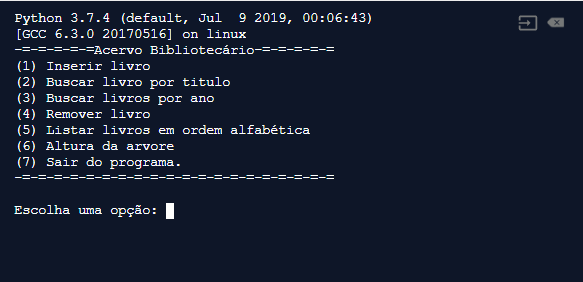 Python 3.7.4 (default, Jul  9 2019, 00:06:43)
[GCC 6.3.0 20170516] on linux
-=-=-=-=-=Acervo Bibliotecário-=-=-=-=-=
(1) Inserir livro
(2) Buscar livro por titulo
(3) Buscar livros por ano
(4) Remover livro
(5) Listar livros em ordem alfabética
(6) Altura da arvore
(7) Sair do programa.
-=-=-=-=-=-=-=-=-=-=-=-=-=-=-=-=-=-=-=-=
Escolha uma opção: